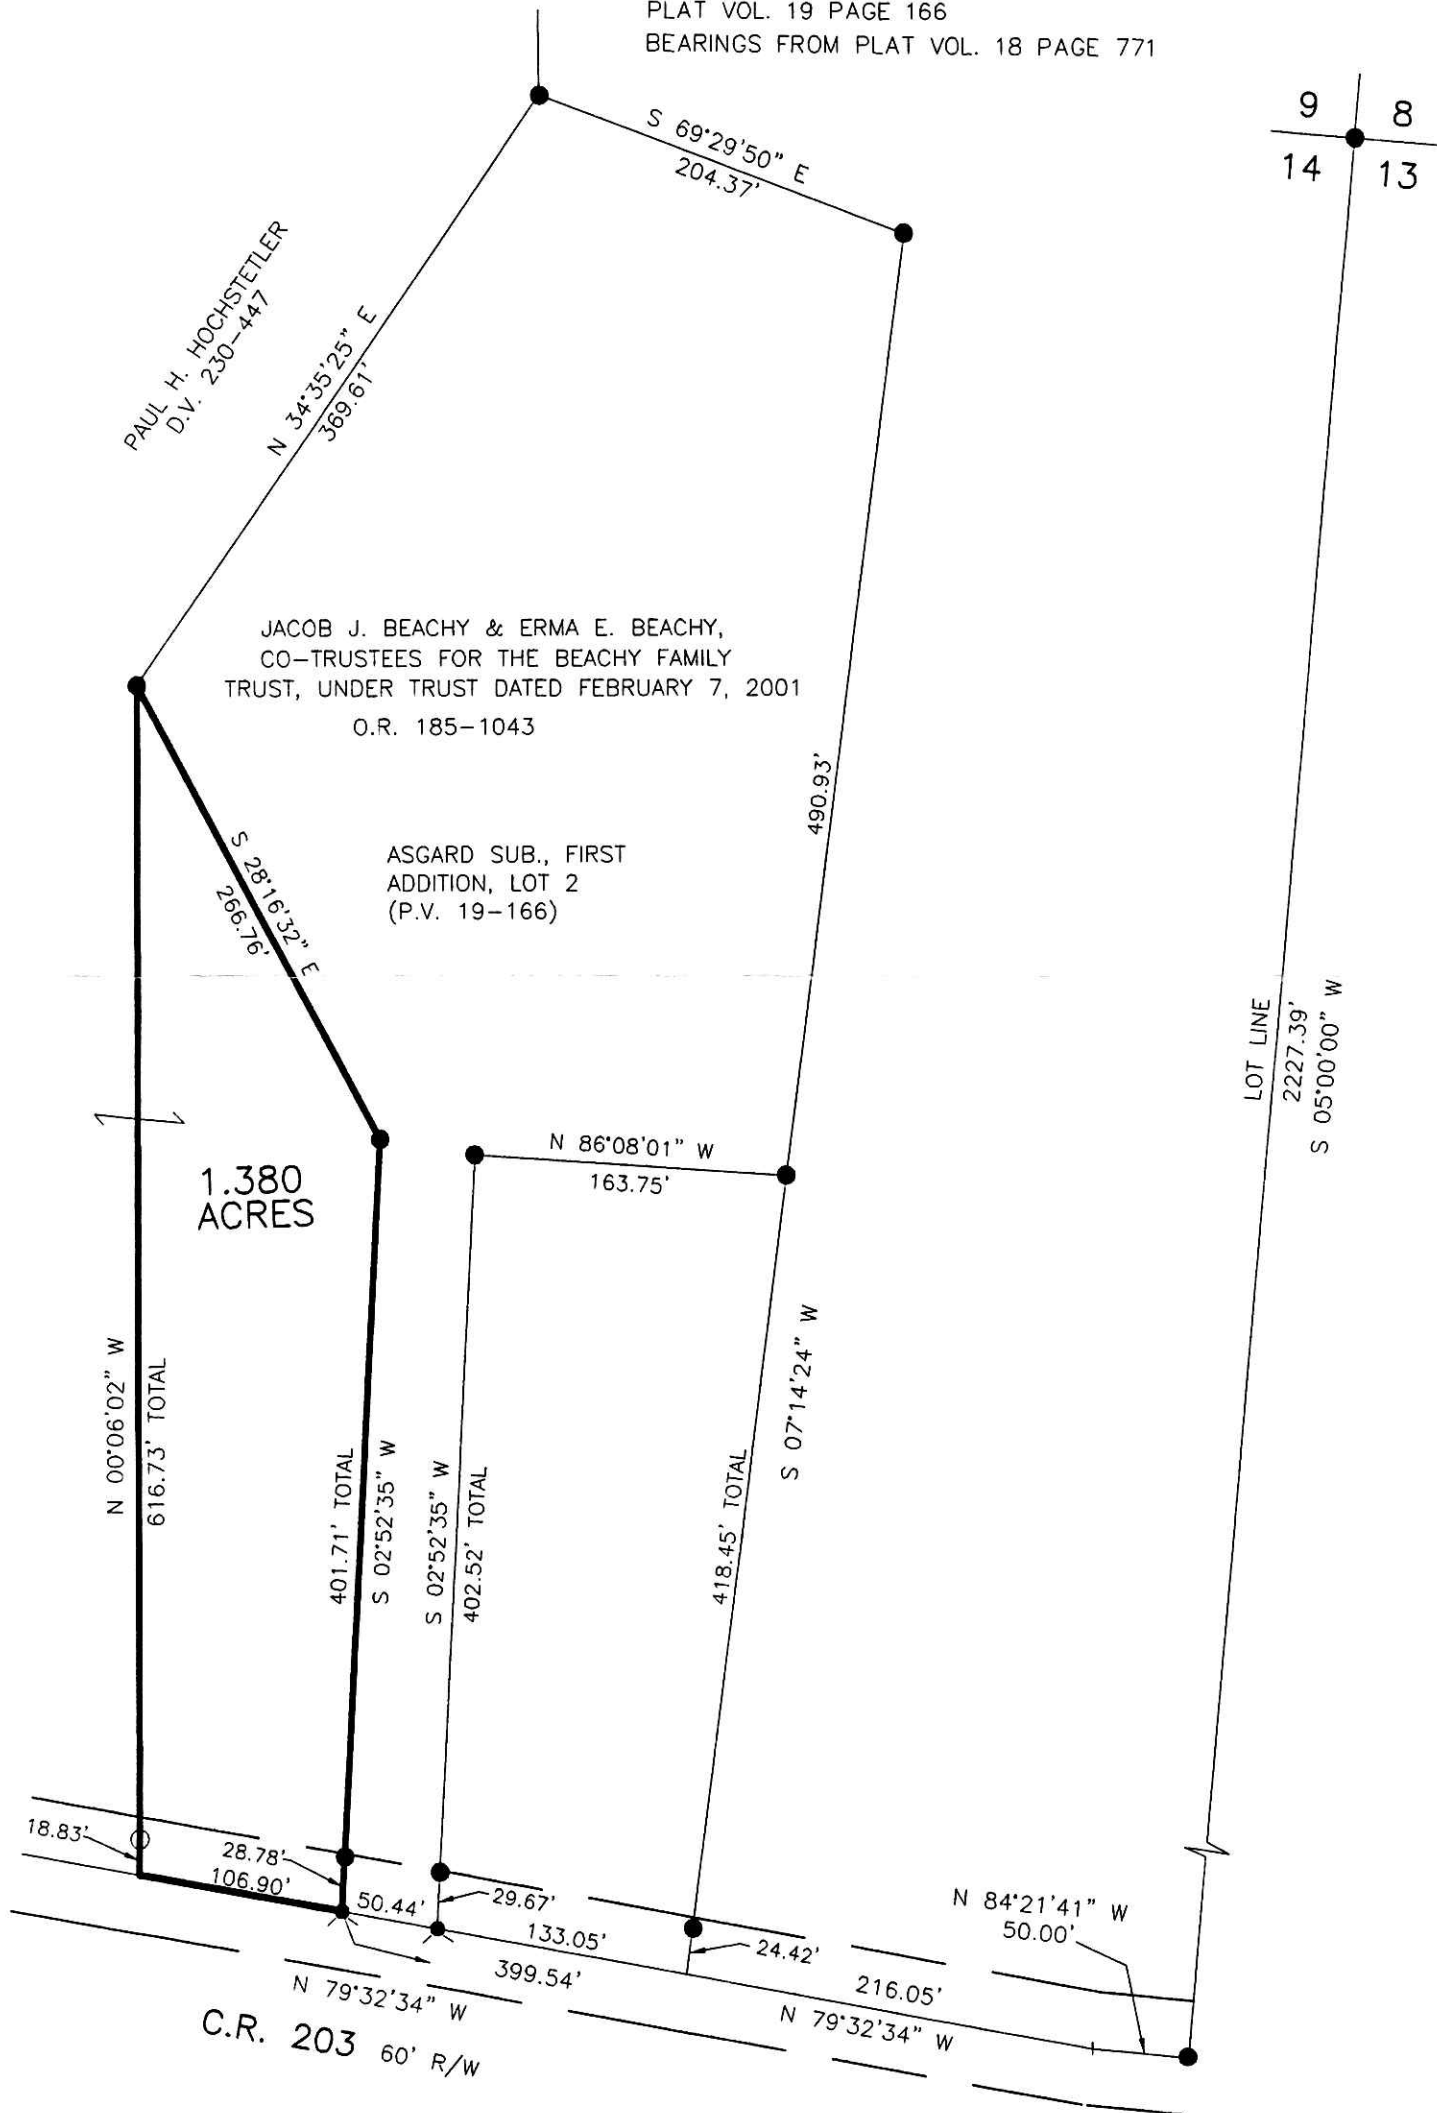 PLAT VOL. 19 PAGE 166
BEARINGS FROM PLAT VOL. 18 PAGE 771
9
8
14
13
S 69°29'50" E
204.37'
PAUL H. HOCHSTETLER
D.V. 230-447
N 34°35'25" E
369.61'
JACOB J. BEACHY & ERMA E. BEACHY,
CO-TRUSTEES FOR THE BEACHY FAMILY
TRUST, UNDER TRUST DATED FEBRUARY 7, 2001
O.R. 185-1043
490.93'
S 28°16'32" E
266.76'
ASGARD SUB., FIRST
ADDITION, LOT 2
(P.V. 19-166)
LOT LINE
2227.39'
S 05°00'00" W
N 86°08'01" W
163.75'
1.380
ACRES
N 00°06'02" W
616.73' TOTAL
401.71' TOTAL
S 02°52'35" W
S 02°52'35" W
402.52' TOTAL
418.45' TOTAL
S 07°14'24" W
18.83'
28.78'
106.90'
50.44'
29.67'
133.05'
24.42'
399.54'
216.05'
N 84°21'41" W
50.00'
N 79°32'34" W
N 79°32'34" W
C.R. 203 60' R/W